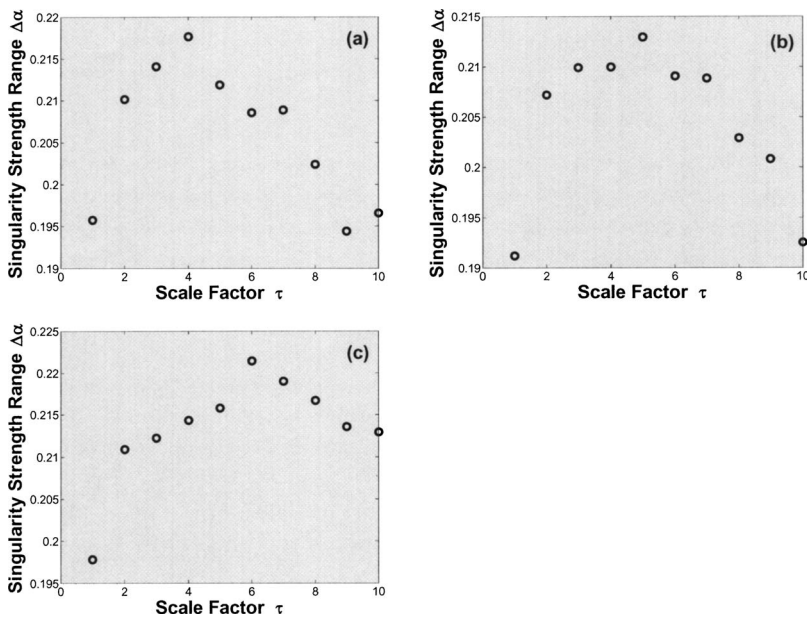 (a)
Singularity Strength Range Δα
0.22
0.215
0.21
0.205
0.2
0.195
0.19
0 2 4 6 8 10
Scale Factor τ
(b)
Singularity Strength Range Δα
0.215
0.21
0.205
0.2
0.195
0.19
0 2 4 6 8 10
Scale Factor τ
(c)
Singularity Strength Range Δα
0.225
0.22
0.215
0.21
0.205
0.2
0.195
0 2 4 6 8 10
Scale Factor τ